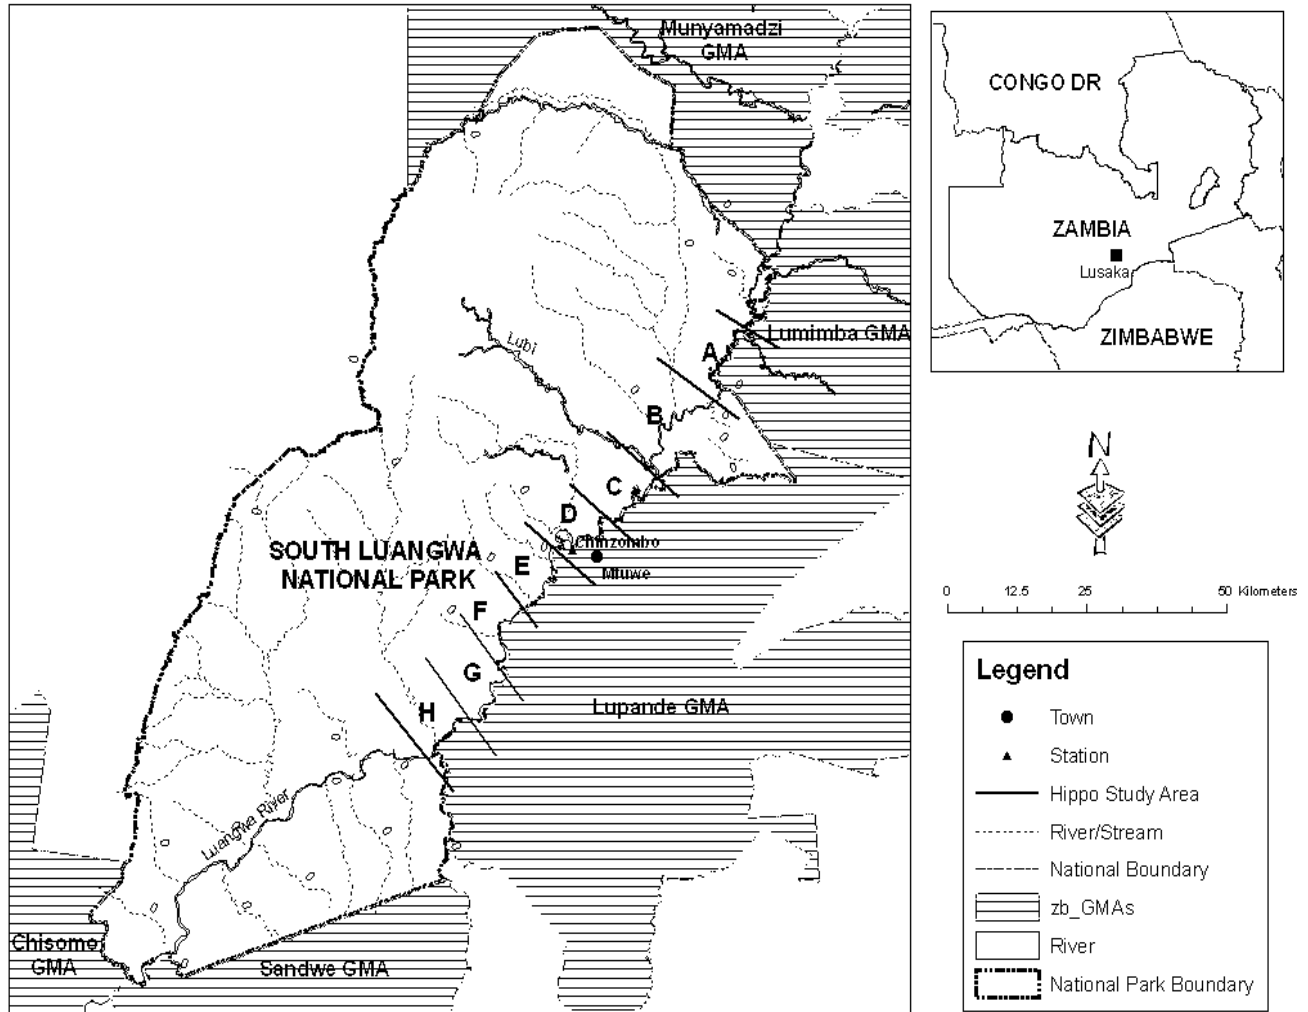 Munyamadzi
GMA
Lubi
Lumimba GMA
A
B
C
D
Chinzombo
Mfuwe
SOUTH LUANGWA
NATIONAL PARK
E
F
G
H
Lupande GMA
Luangwa River
Chisomo
GMA
Sandwe GMA
CONGO DR
ZAMBIA
Lusaka
ZIMBABWE
N
0 12.5 25 50 Kilometers
Legend
Town
Station
Hippo Study Area
River/Stream
National Boundary
zb_GMAs
River
National Park Boundary